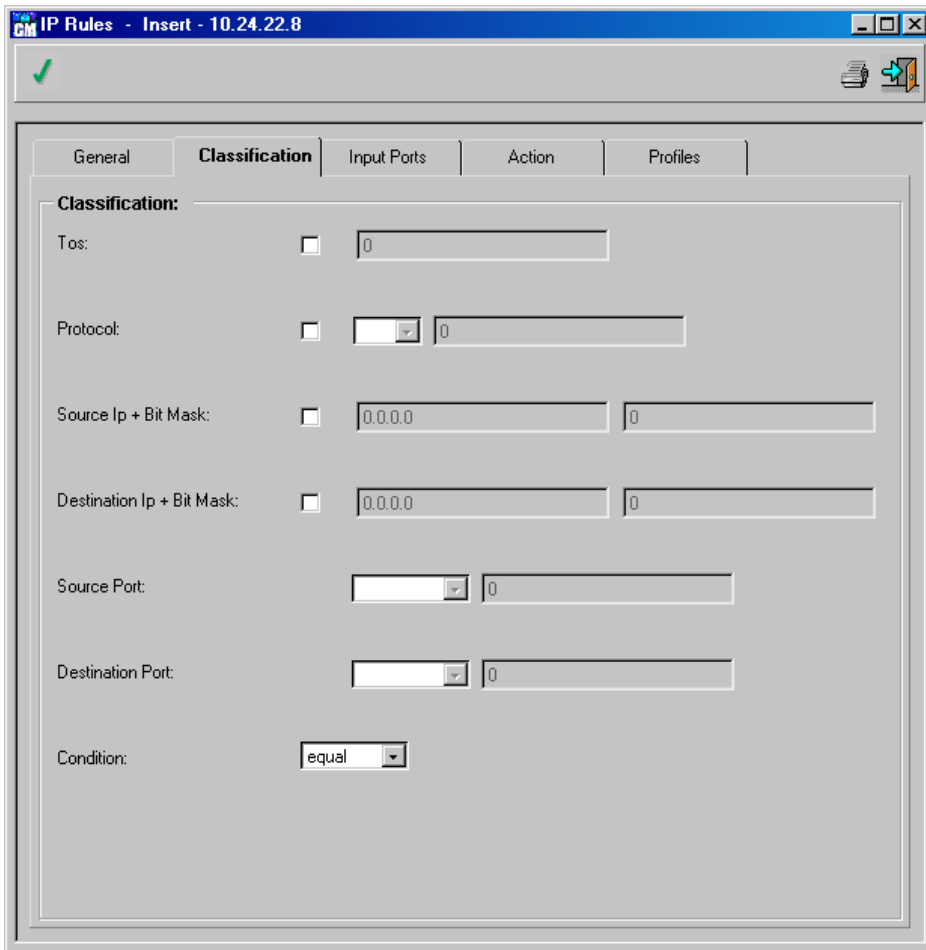 CM IP Rules - Insert - 10.24.22.8
General Classification Input Ports Action Profiles
Classification:
Tos: 0
Protocol: 0
Source Ip + Bit Mask: 0.0.0.0 0
Destination Ip + Bit Mask: 0.0.0.0 0
Source Port: 0
Destination Port: 0
Condition: equal